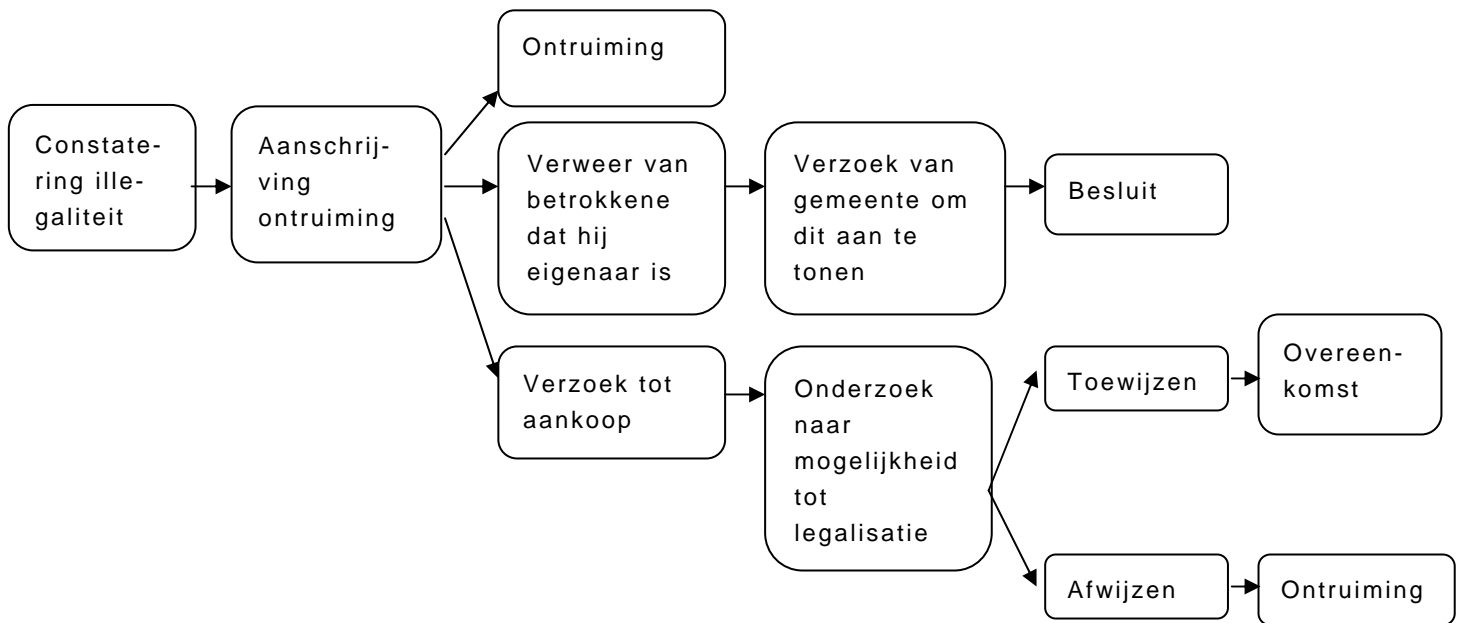 Constate-
ring ille-
galiteit
Aanschrij-
ving
ontruiming
Ontruiming
Verweer van
betrokkene
dat hij
eigenaar is
Verzoek van
gemeente om
dit aan te
tonen
Besluit
Verzoek tot
aankoop
Onderzoek
naar
mogelijkheid
tot
legalisatie
Toewijzen
Overeen-
komst
Afwijzen
Ontruiming